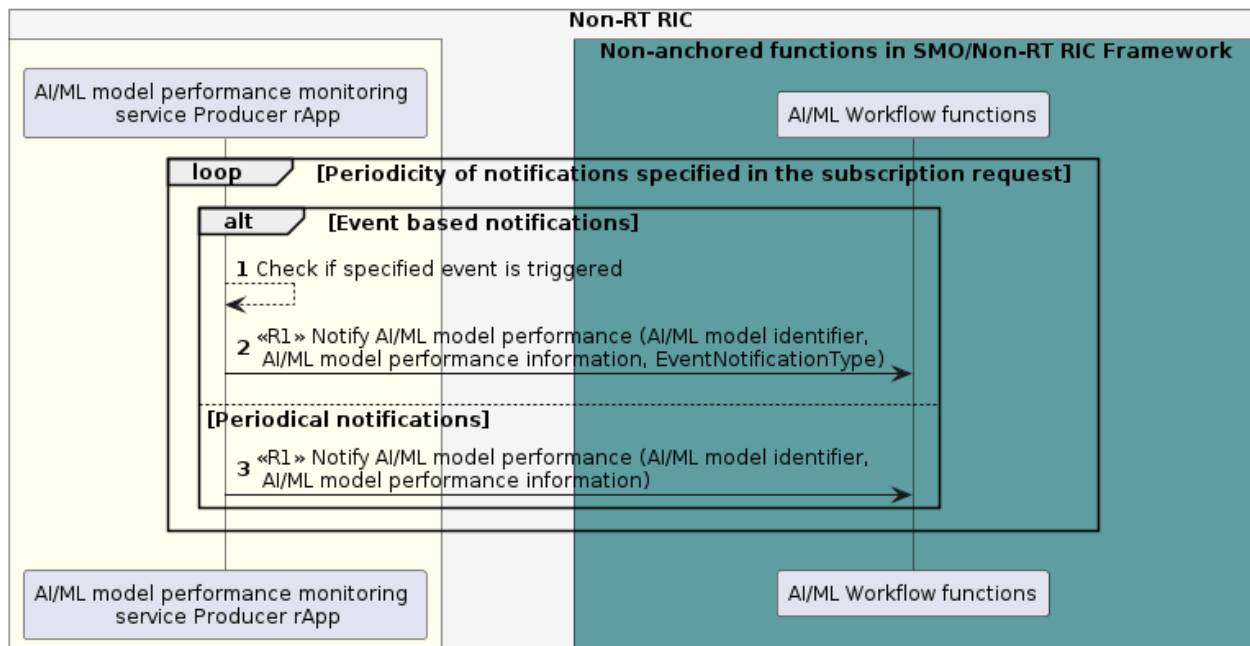 Non-RT RIC
Non-anchored functions in SMO/Non-RT RIC Framework
AI/ML model performance monitoring
service Producer rApp
AI/ML Workflow functions
loop [Periodicity of notifications specified in the subscription request]
alt [Event based notifications]
1 Check if specified event is triggered
2 «R1» Notify AI/ML model performance (AI/ML model identifier,
AI/ML model performance information, EventNotificationType)
[Periodical notifications]
3 «R1» Notify AI/ML model performance (AI/ML model identifier,
AI/ML model performance information)
AI/ML model performance monitoring
service Producer rApp
AI/ML Workflow functions